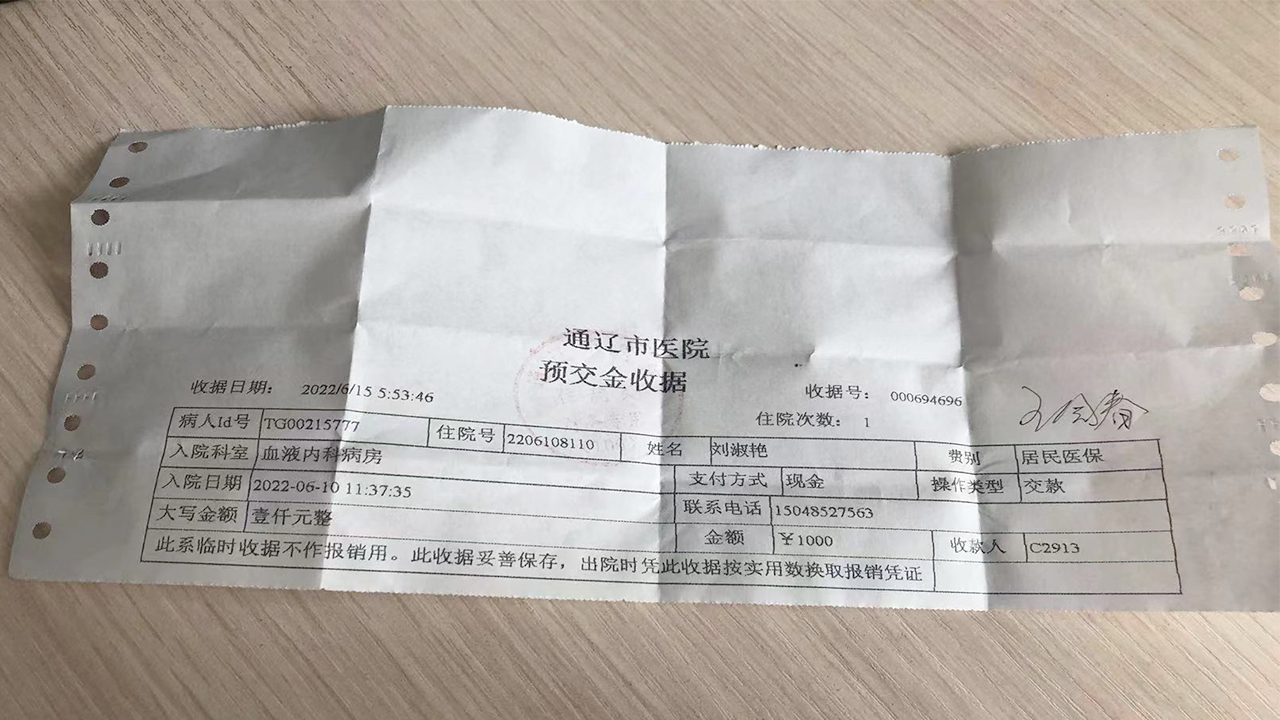 通辽市医院
预交金收据
收据日期： 2022/6/15 5:53:46 收据号： 000694696
住院次数： 1
病人Id号 TG00215777 住院号 2206108110 姓名 刘淑艳 费别 居民医保
入院科室 血液内科病房 支付方式 现金 操作类型 交款
入院日期 2022-06-10 11:37:35 联系电话 15048527563
大写金额 壹仟元整 金额 ￥1000 收款人 C2913
此系临时收据不作报销用。此收据妥善保存，出院时凭此收据按实用数换取报销凭证